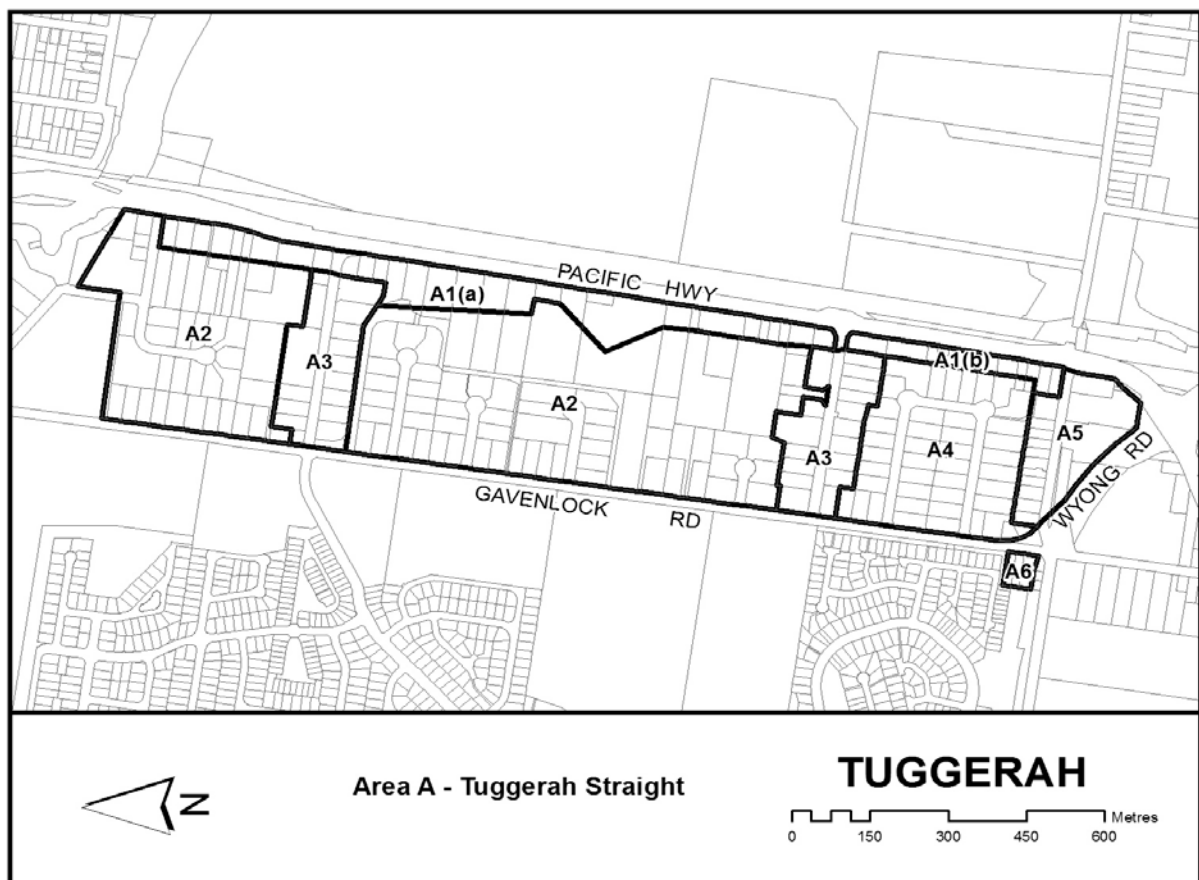 PACIFIC HWY
A1(a)
A2
A3
A1(b)
A2
A5
A4
A3
WYONG RD
GAVENLOCK RD
A6
TUGGERAH
Area A - Tuggerah Straight
N
Metres
0 150 300 450 600